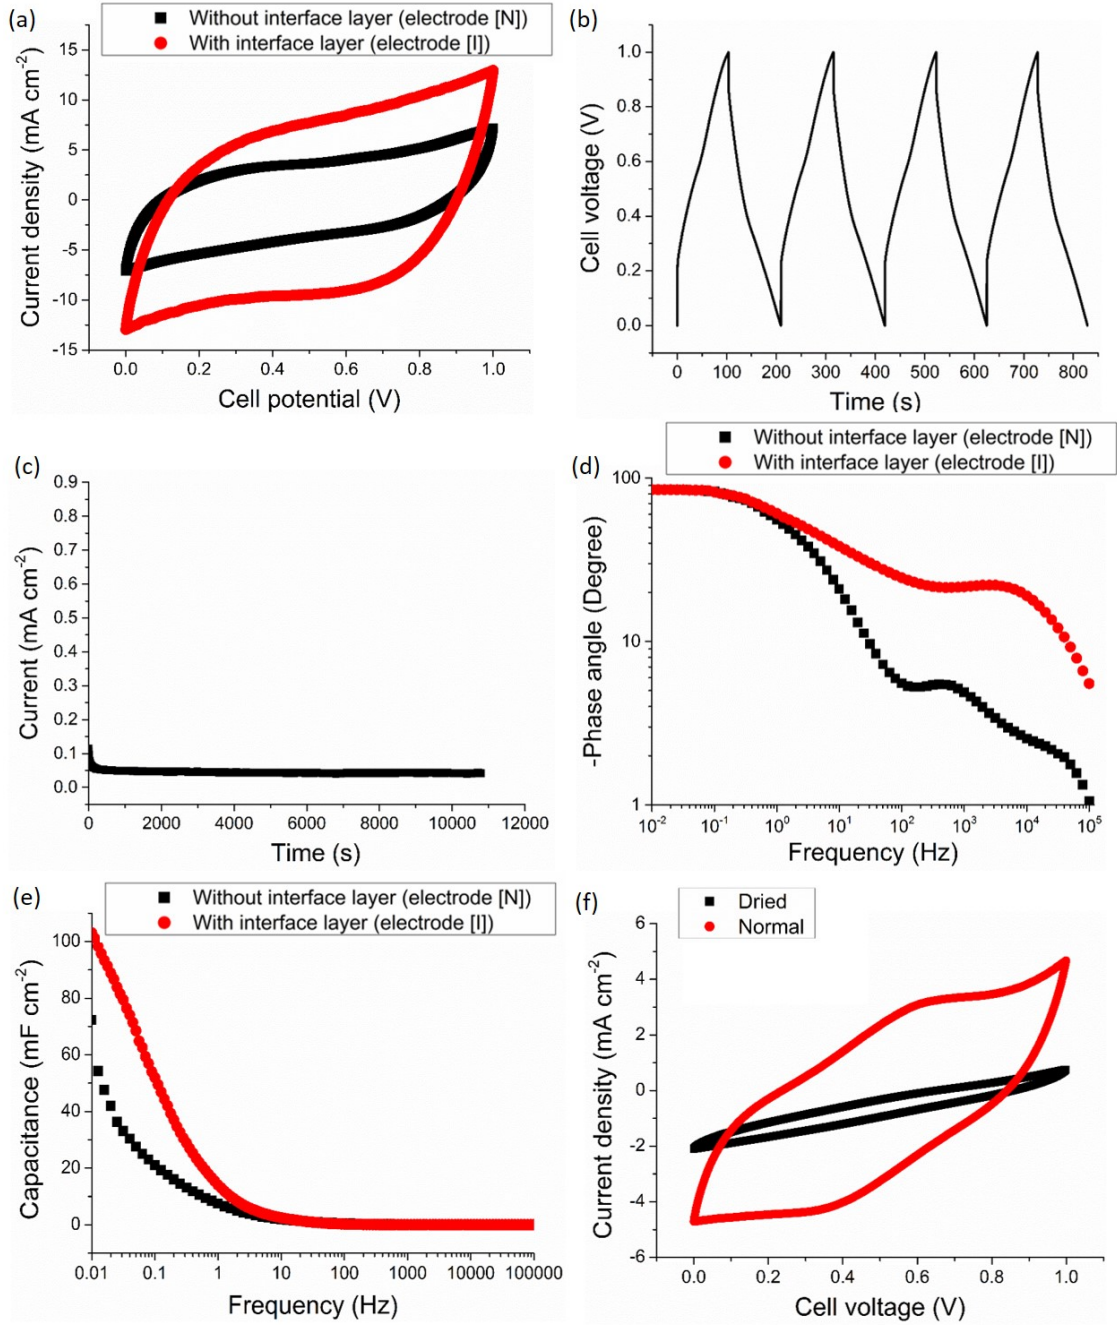 (a)
Without interface layer (electrode [N])
With interface layer (electrode [I])
Current density (mA cm-2)
15
10
5
0
-5
-10
-15
0.0 0.2 0.4 0.6 0.8 1.0
Cell potential (V)
(b)
Cell voltage (V)
1.0
0.8
0.6
0.4
0.2
0.0
0 100 200 300 400 500 600 700 800
Time (s)
(c)
Current (mA cm-2)
0.9
0.8
0.7
0.6
0.5
0.4
0.3
0.2
0.1
0.0
0 2000 4000 6000 8000 10000 12000
Time (s)
Without interface layer (electrode [N])
With interface layer (electrode [I])
(d)
-Phase angle (Degree)
100
10
1
10-2 10-1 100 101 102 103 104 105
Frequency (Hz)
(e)
Without interface layer (electrode [N])
With interface layer (electrode [I])
Capacitance (mF cm-2)
100
80
60
40
20
0
0.01 0.1 1 10 100 1000 10000 100000
Frequency (Hz)
(f)
Dried
Normal
Current density (mA cm-2)
6
4
2
0
-2
-4
-6
0.0 0.2 0.4 0.6 0.8 1.0
Cell voltage (V)